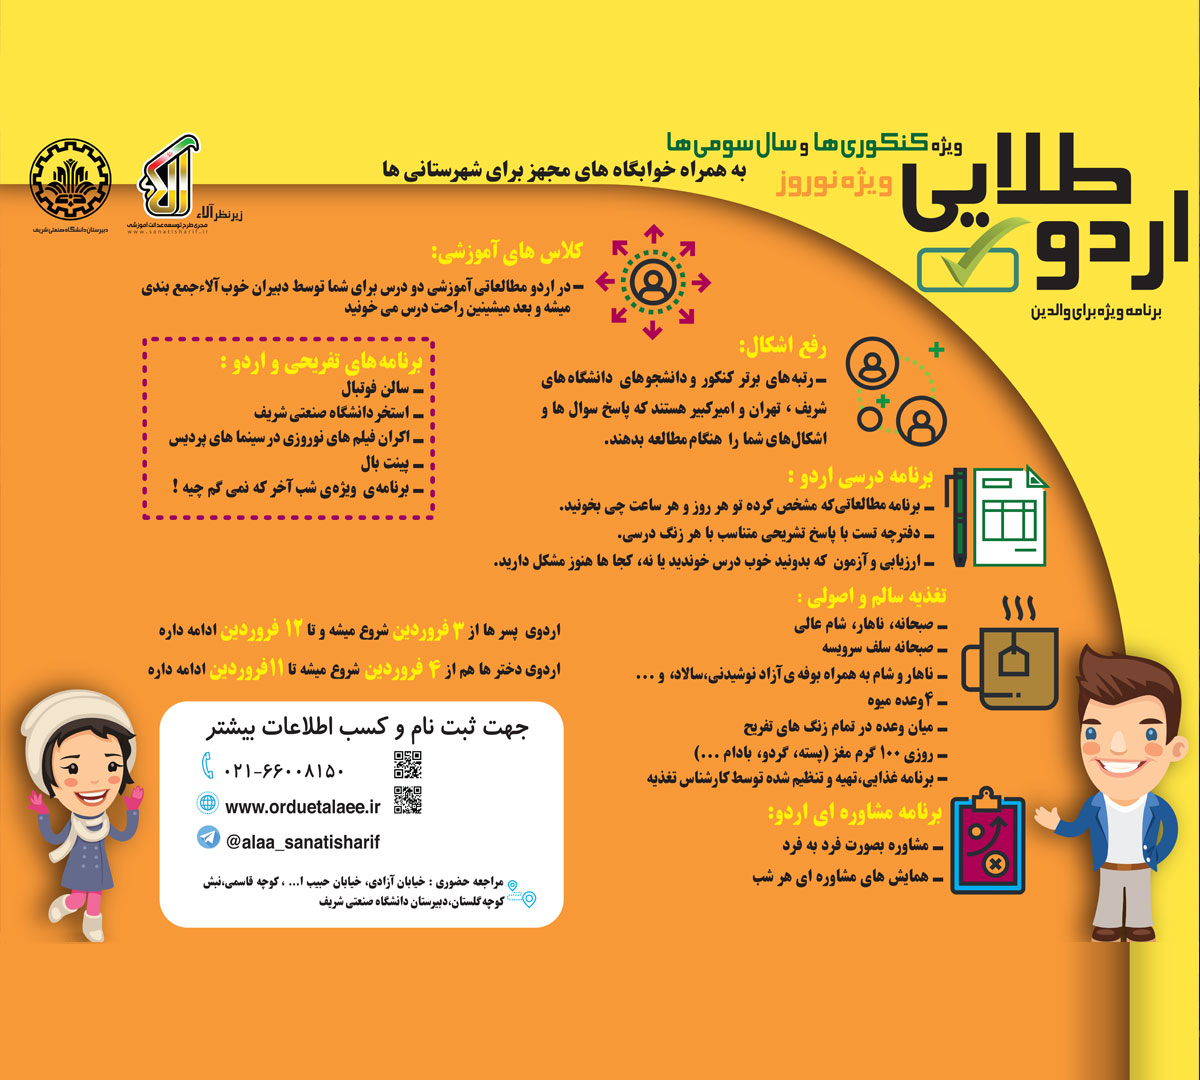 ویژه کنکوری ها و سال سومی ها
به همراه خوابگاه های مجهز برای شهرستانی ها
ویژه نوروز
اردو طلایی
برنامه ویژه برای والدین
زیر نظر آلاء
مجری طرح توسعه عدالت آموزشی
www.sanatisharif.ir
دبیرستان دانشگاه صنعتی شریف
کلاس های آموزشی:
– در اردو مطالعاتی آموزشی دو درس برای شما توسط دبیران خوب آلاء جمع بندی
میشه و بعد میشینین راحت درس می خونید
رفع اشکال:
– رتبه های برتر کنکور و دانشجوهای دانشگاه های
شریف ، تهران و امیرکبیر هستند که پاسخ سوال ها و
اشکال‌های شما را هنگام مطالعه بدهند.
برنامه های تفریحی و اردو :
– سالن فوتبال
– استخر دانشگاه صنعتی شریف
– اکران فیلم های نوروزی در سینما های پردیس
– پینت بال
– برنامه‌ی ویژه‌ی شب آخر که نمی گم چیه !
برنامه درسی اردو :
– برنامه مطالعاتی‌که مشخص کرده تو هر روز و هر ساعت چی بخونید.
– دفترچه تست با پاسخ تشریحی متناسب با هر زنگ درسی.
– ارزیابی و آزمون که بدونید خوب درس خوندید یا نه، کجا ها هنوز مشکل دارید.
تغذیه سالم و اصولی :
– صبحانه، ناهار، شام عالی
– صبحانه سلف سرویسه
– ناهار و شام به همراه بوفه ی آزاد نوشیدنی،سالاد، و ...
– ۴وعده میوه
– میان وعده در تمام زنگ های تفریح
– روزی ۱۰۰ گرم مغز (پسته، گردو، بادام ...)
– برنامه غذایی،تهیه و تنظیم شده توسط کارشناس تغذیه
برنامه مشاوره ای اردو:
– مشاوره بصورت فرد به فرد
– همایش های مشاوره ای هر شب
اردوی پسر ها از ۳ فروردین شروع میشه و تا ۱۲ فروردین ادامه داره
اردوی دختر ها هم از ۴ فروردین شروع میشه تا ۱۱فروردین ادامه داره
جهت ثبت نام و کسب اطلاعات بیشتر
۰۲۱-۶۶۰۰۸۱۵۰
www.orduetalaee.ir
@alaa_sanatisharif
مراجعه حضوری : خیابان آزادی، خیابان حبیب ا... ، کوچه قاسمی،نبش
کوچه گلستان،دبیرستان دانشگاه صنعتی شریف